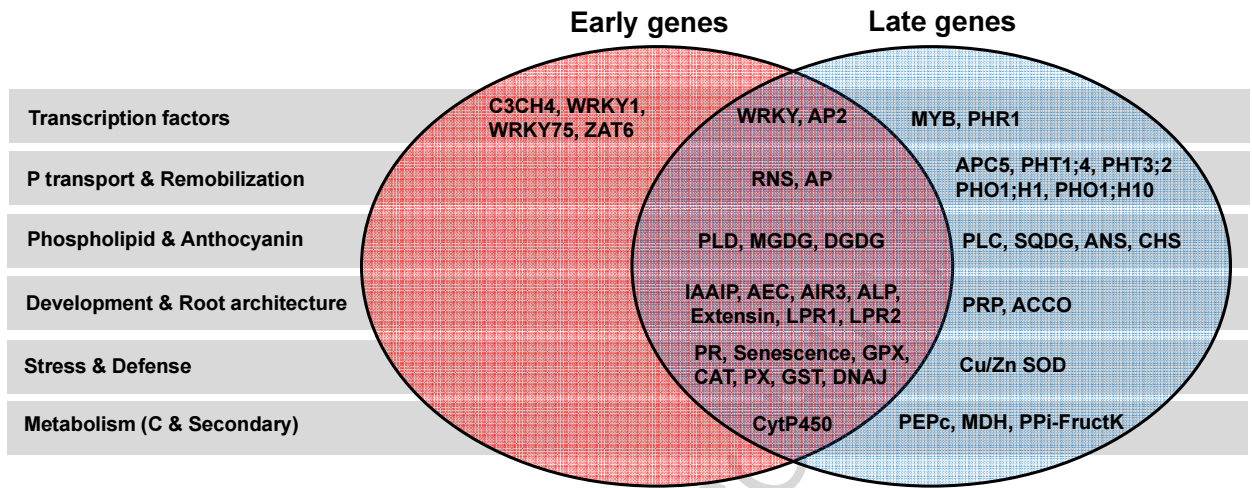 Early genes
Late genes
Transcription factors
C3CH4, WRKY1,
WRKY75, ZAT6
WRKY, AP2
MYB, PHR1
P transport & Remobilization
RNS, AP
APC5, PHT1;4, PHT3;2
PHO1;H1, PHO1;H10
Phospholipid & Anthocyanin
PLD, MGDG, DGDG
PLC, SQDG, ANS, CHS
Development & Root architecture
IAAIP, AEC, AIR3, ALP,
Extensin, LPR1, LPR2
PRP, ACCO
Stress & Defense
PR, Senescence, GPX,
CAT, PX, GST, DNAJ
Cu/Zn SOD
Metabolism (C & Secondary)
CytP450
PEPc, MDH, PPi-FructK